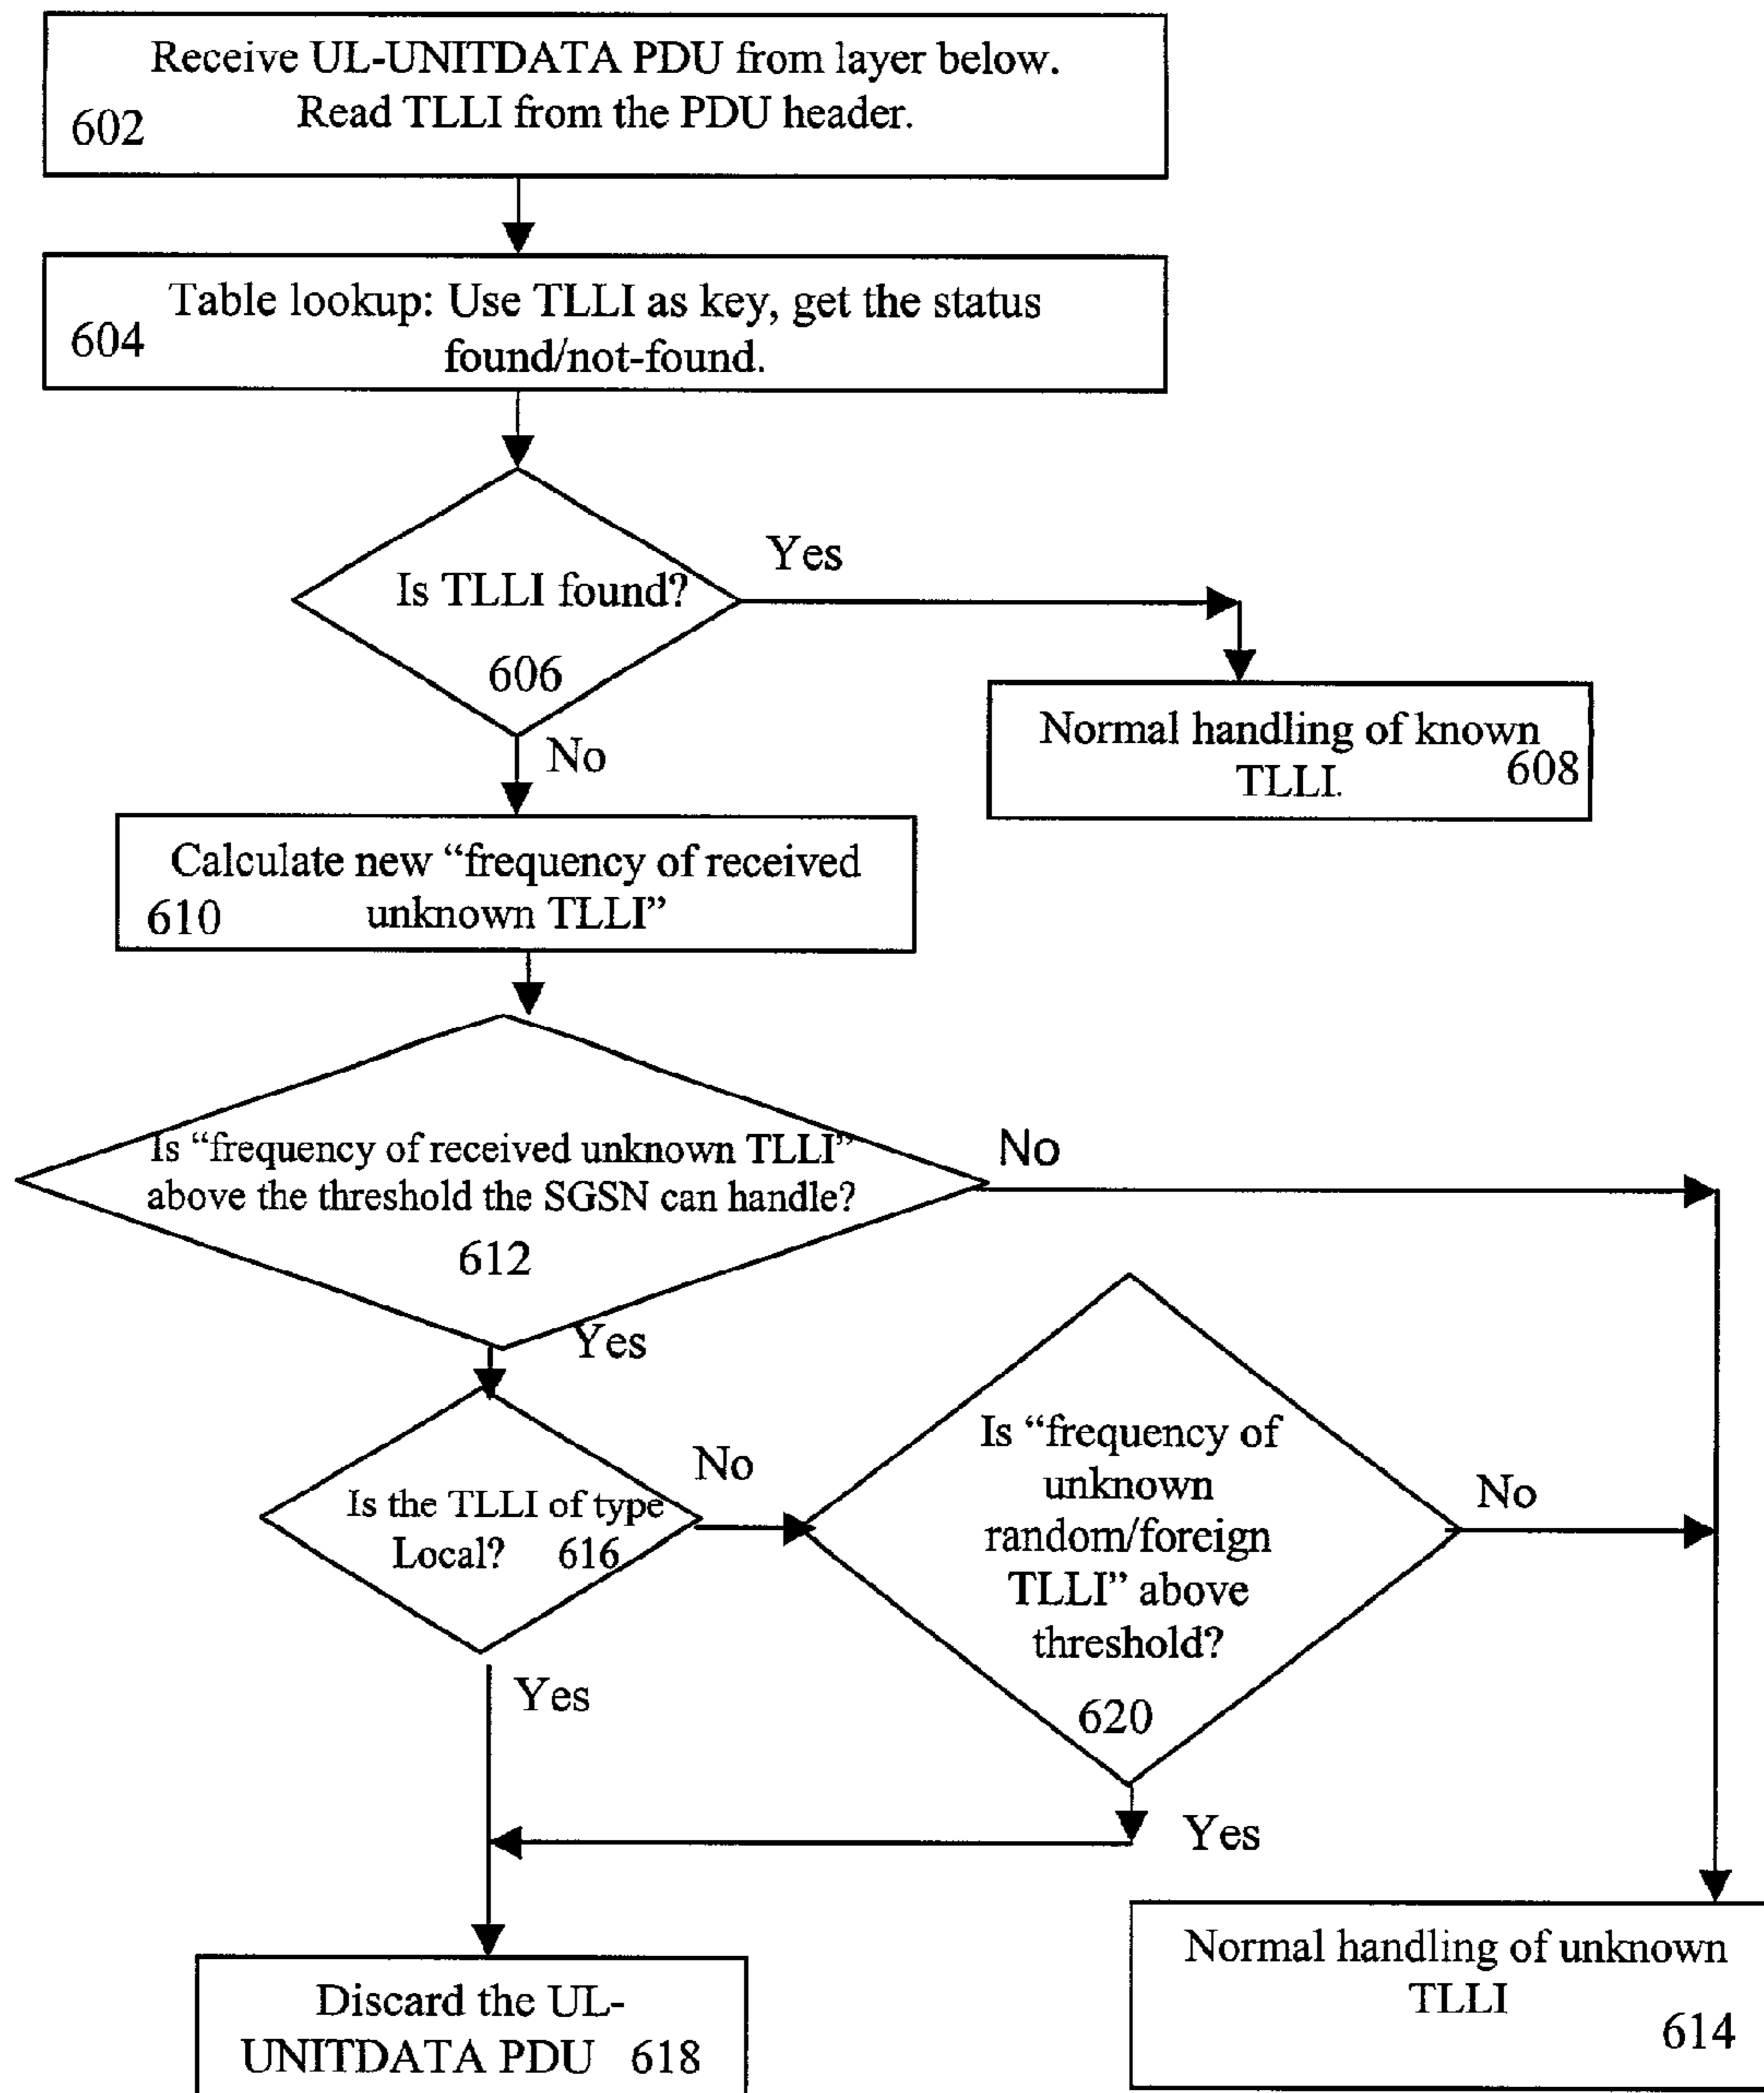 Receive UL-UNITDATA PDU from layer below.
Read TLLI from the PDU header.
602
Table lookup: Use TLLI as key, get the status
found/not-found.
604
Is TLLI found?
606
Yes
No
Normal handling of known
TLLI.
608
Calculate new “frequency of received
unknown TLLI”
610
Is “frequency of received unknown TLLI”
above the threshold the SGSN can handle?
612
No
Yes
Is the TLLI of type
Local? 616
No
Yes
Is “frequency of
unknown
random/foreign
TLLI” above
threshold?
620
No
Yes
Discard the UL-
UNITDATA PDU 618
Normal handling of unknown
TLLI
614